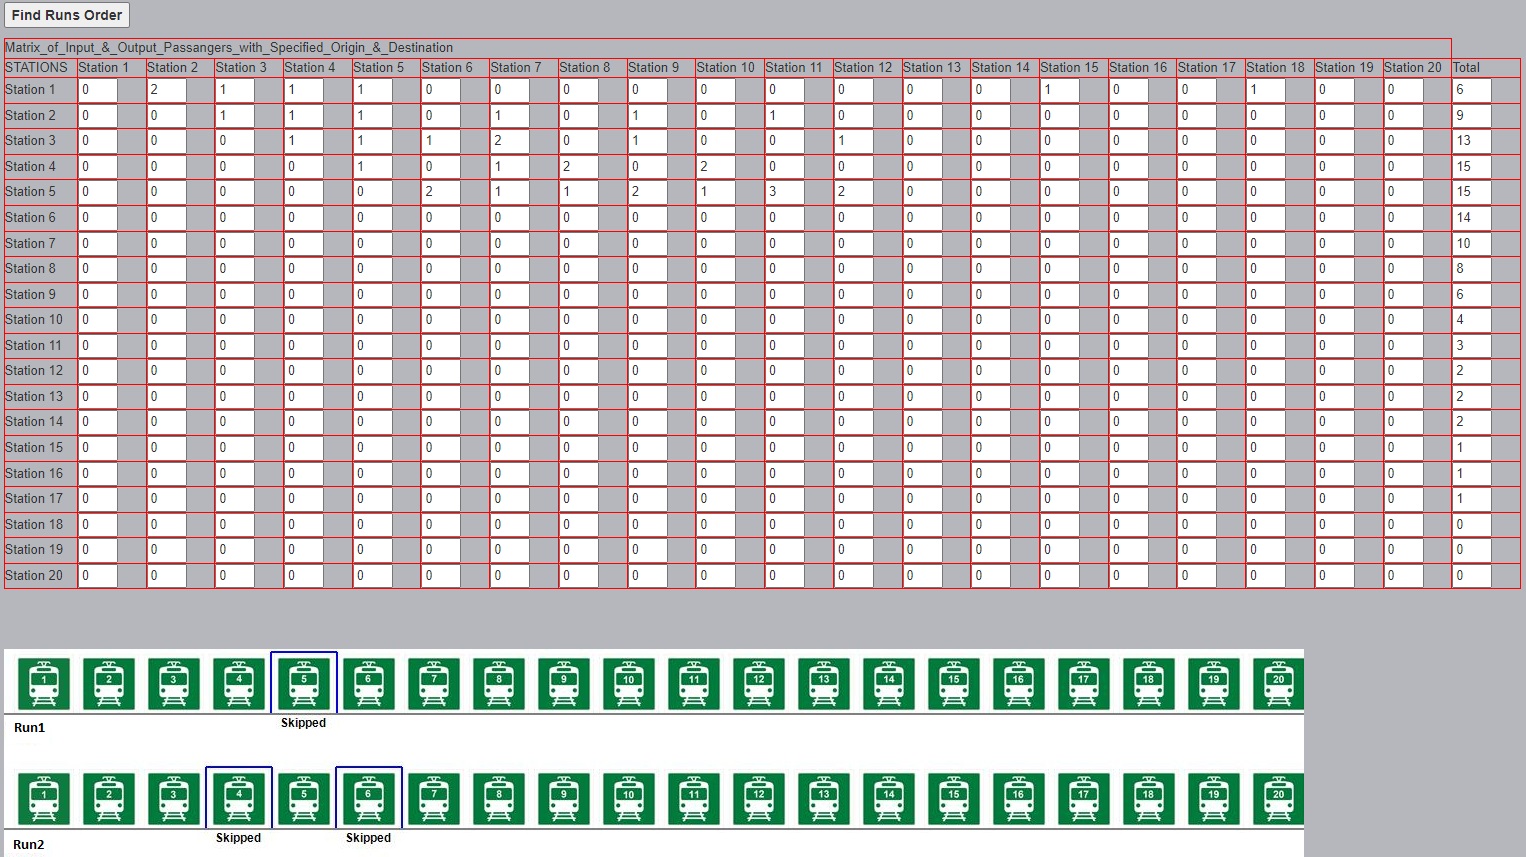 Find Runs Order
Matrix_of_Input_&_Output_Passangers_with_Specified_Origin_&_Destination
STATIONS Station 1 Station 2 Station 3 Station 4 Station 5 Station 6 Station 7 Station 8 Station 9 Station 10 Station 11 Station 12 Station 13 Station 14 Station 15 Station 16 Station 17 Station 18 Station 19 Station 20 Total
Station 1 0 2 1 1 1 0 0 0 0 0 0 0 0 0 1 0 0 1 0 0 6
Station 2 0 0 1 1 1 0 1 0 1 0 1 0 0 0 0 0 0 0 0 0 9
Station 3 0 0 0 1 1 1 2 0 1 0 0 1 0 0 0 0 0 0 0 0 13
Station 4 0 0 0 0 1 0 1 2 0 2 0 0 0 0 0 0 0 0 0 0 15
Station 5 0 0 0 0 0 2 1 1 2 1 3 2 0 0 0 0 0 0 0 0 15
Station 6 0 0 0 0 0 0 0 0 0 0 0 0 0 0 0 0 0 0 0 0 14
Station 7 0 0 0 0 0 0 0 0 0 0 0 0 0 0 0 0 0 0 0 0 10
Station 8 0 0 0 0 0 0 0 0 0 0 0 0 0 0 0 0 0 0 0 0 8
Station 9 0 0 0 0 0 0 0 0 0 0 0 0 0 0 0 0 0 0 0 0 6
Station 10 0 0 0 0 0 0 0 0 0 0 0 0 0 0 0 0 0 0 0 0 4
Station 11 0 0 0 0 0 0 0 0 0 0 0 0 0 0 0 0 0 0 0 0 3
Station 12 0 0 0 0 0 0 0 0 0 0 0 0 0 0 0 0 0 0 0 0 2
Station 13 0 0 0 0 0 0 0 0 0 0 0 0 0 0 0 0 0 0 0 0 2
Station 14 0 0 0 0 0 0 0 0 0 0 0 0 0 0 0 0 0 0 0 0 2
Station 15 0 0 0 0 0 0 0 0 0 0 0 0 0 0 0 0 0 0 0 0 1
Station 16 0 0 0 0 0 0 0 0 0 0 0 0 0 0 0 0 0 0 0 0 1
Station 17 0 0 0 0 0 0 0 0 0 0 0 0 0 0 0 0 0 0 0 0 1
Station 18 0 0 0 0 0 0 0 0 0 0 0 0 0 0 0 0 0 0 0 0 0
Station 19 0 0 0 0 0 0 0 0 0 0 0 0 0 0 0 0 0 0 0 0 0
Station 20 0 0 0 0 0 0 0 0 0 0 0 0 0 0 0 0 0 0 0 0 0
1 2 3 4 5 6 7 8 9 10 11 12 13 14 15 16 17 18 19 20
Skipped
Run1
1 2 3 4 5 6 7 8 9 10 11 12 13 14 15 16 17 18 19 20
Skipped Skipped
Run2